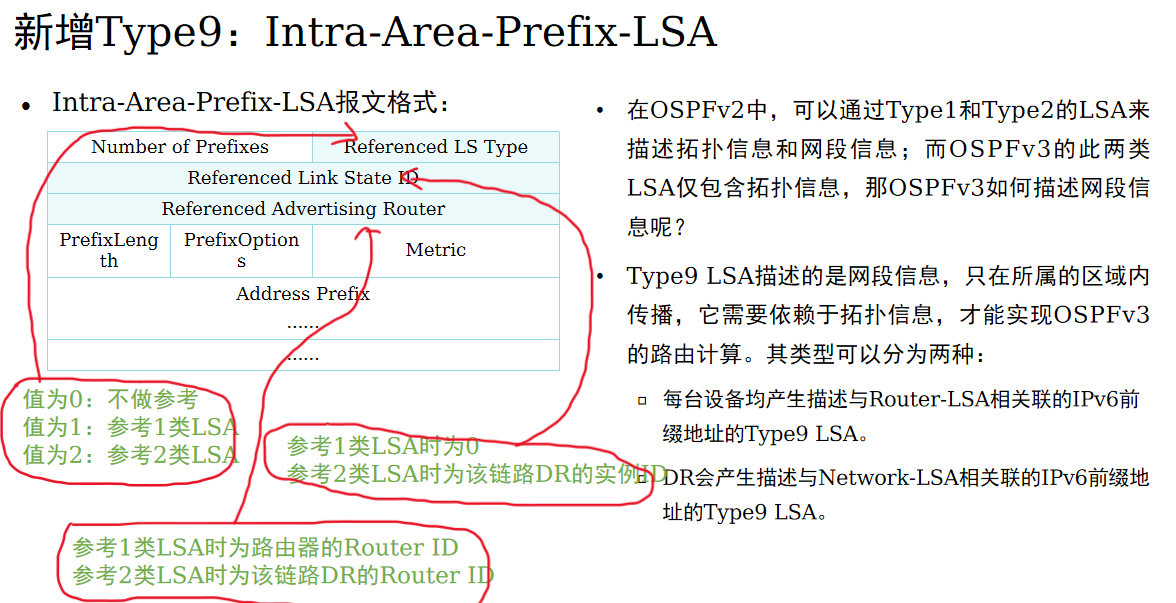 新增Type9：Intra-Area-Prefix-LSA
• Intra-Area-Prefix-LSA报文格式：
Number of Prefixes
Referenced LS Type
Referenced Link State ID
Referenced Advertising Router
PrefixLeng
th
PrefixOption
s
Metric
Address Prefix
......
......
值为0：不做参考
值为1：参考1类LSA
值为2：参考2类LSA
参考1类LSA时为0
参考2类LSA时为该链路DR的实例ID
参考1类LSA时为路由器的Router ID
参考2类LSA时为该链路DR的Router ID
• 在OSPFv2中，可以通过Type1和Type2的LSA来
描述拓扑信息和网段信息；而OSPFv3的此两类
LSA仅包含拓扑信息，那OSPFv3如何描述网段信
息呢？
• Type9 LSA描述的是网段信息，只在所属的区域内
传播，它需要依赖于拓扑信息，才能实现OSPFv3
的路由计算。其类型可以分为两种：
▫ 每台设备均产生描述与Router-LSA相关联的IPv6前
缀地址的Type9 LSA。
▫ DR会产生描述与Network-LSA相关联的IPv6前缀地
址的Type9 LSA。